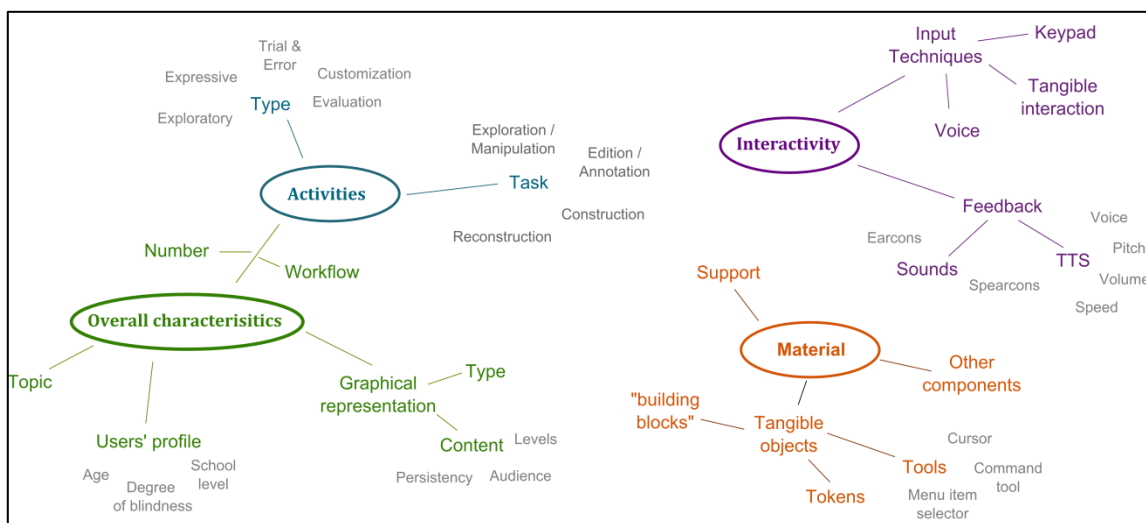 Trial &
Error
Expressive
Customization
Type
Evaluation
Exploratory
Exploration /
Manipulation
Edition /
Annotation
Activities
Task
Construction
Reconstruction
Number
Workflow
Overall characterisitics
Topic
Graphical
representation
Type
Users' profile
Content
Levels
Age
School
level
Degree
of blindness
Persistency
Audience
Input
Techniques
Keypad
Tangible
interaction
Voice
Interactivity
Feedback
Voice
Earcons
Pitch
Sounds
TTS
Spearcons
Volume
Speed
Support
Material
Other
components
"building
blocks"
Tangible
objects
Cursor
Tools
Command
tool
Tokens
Menu item
selector